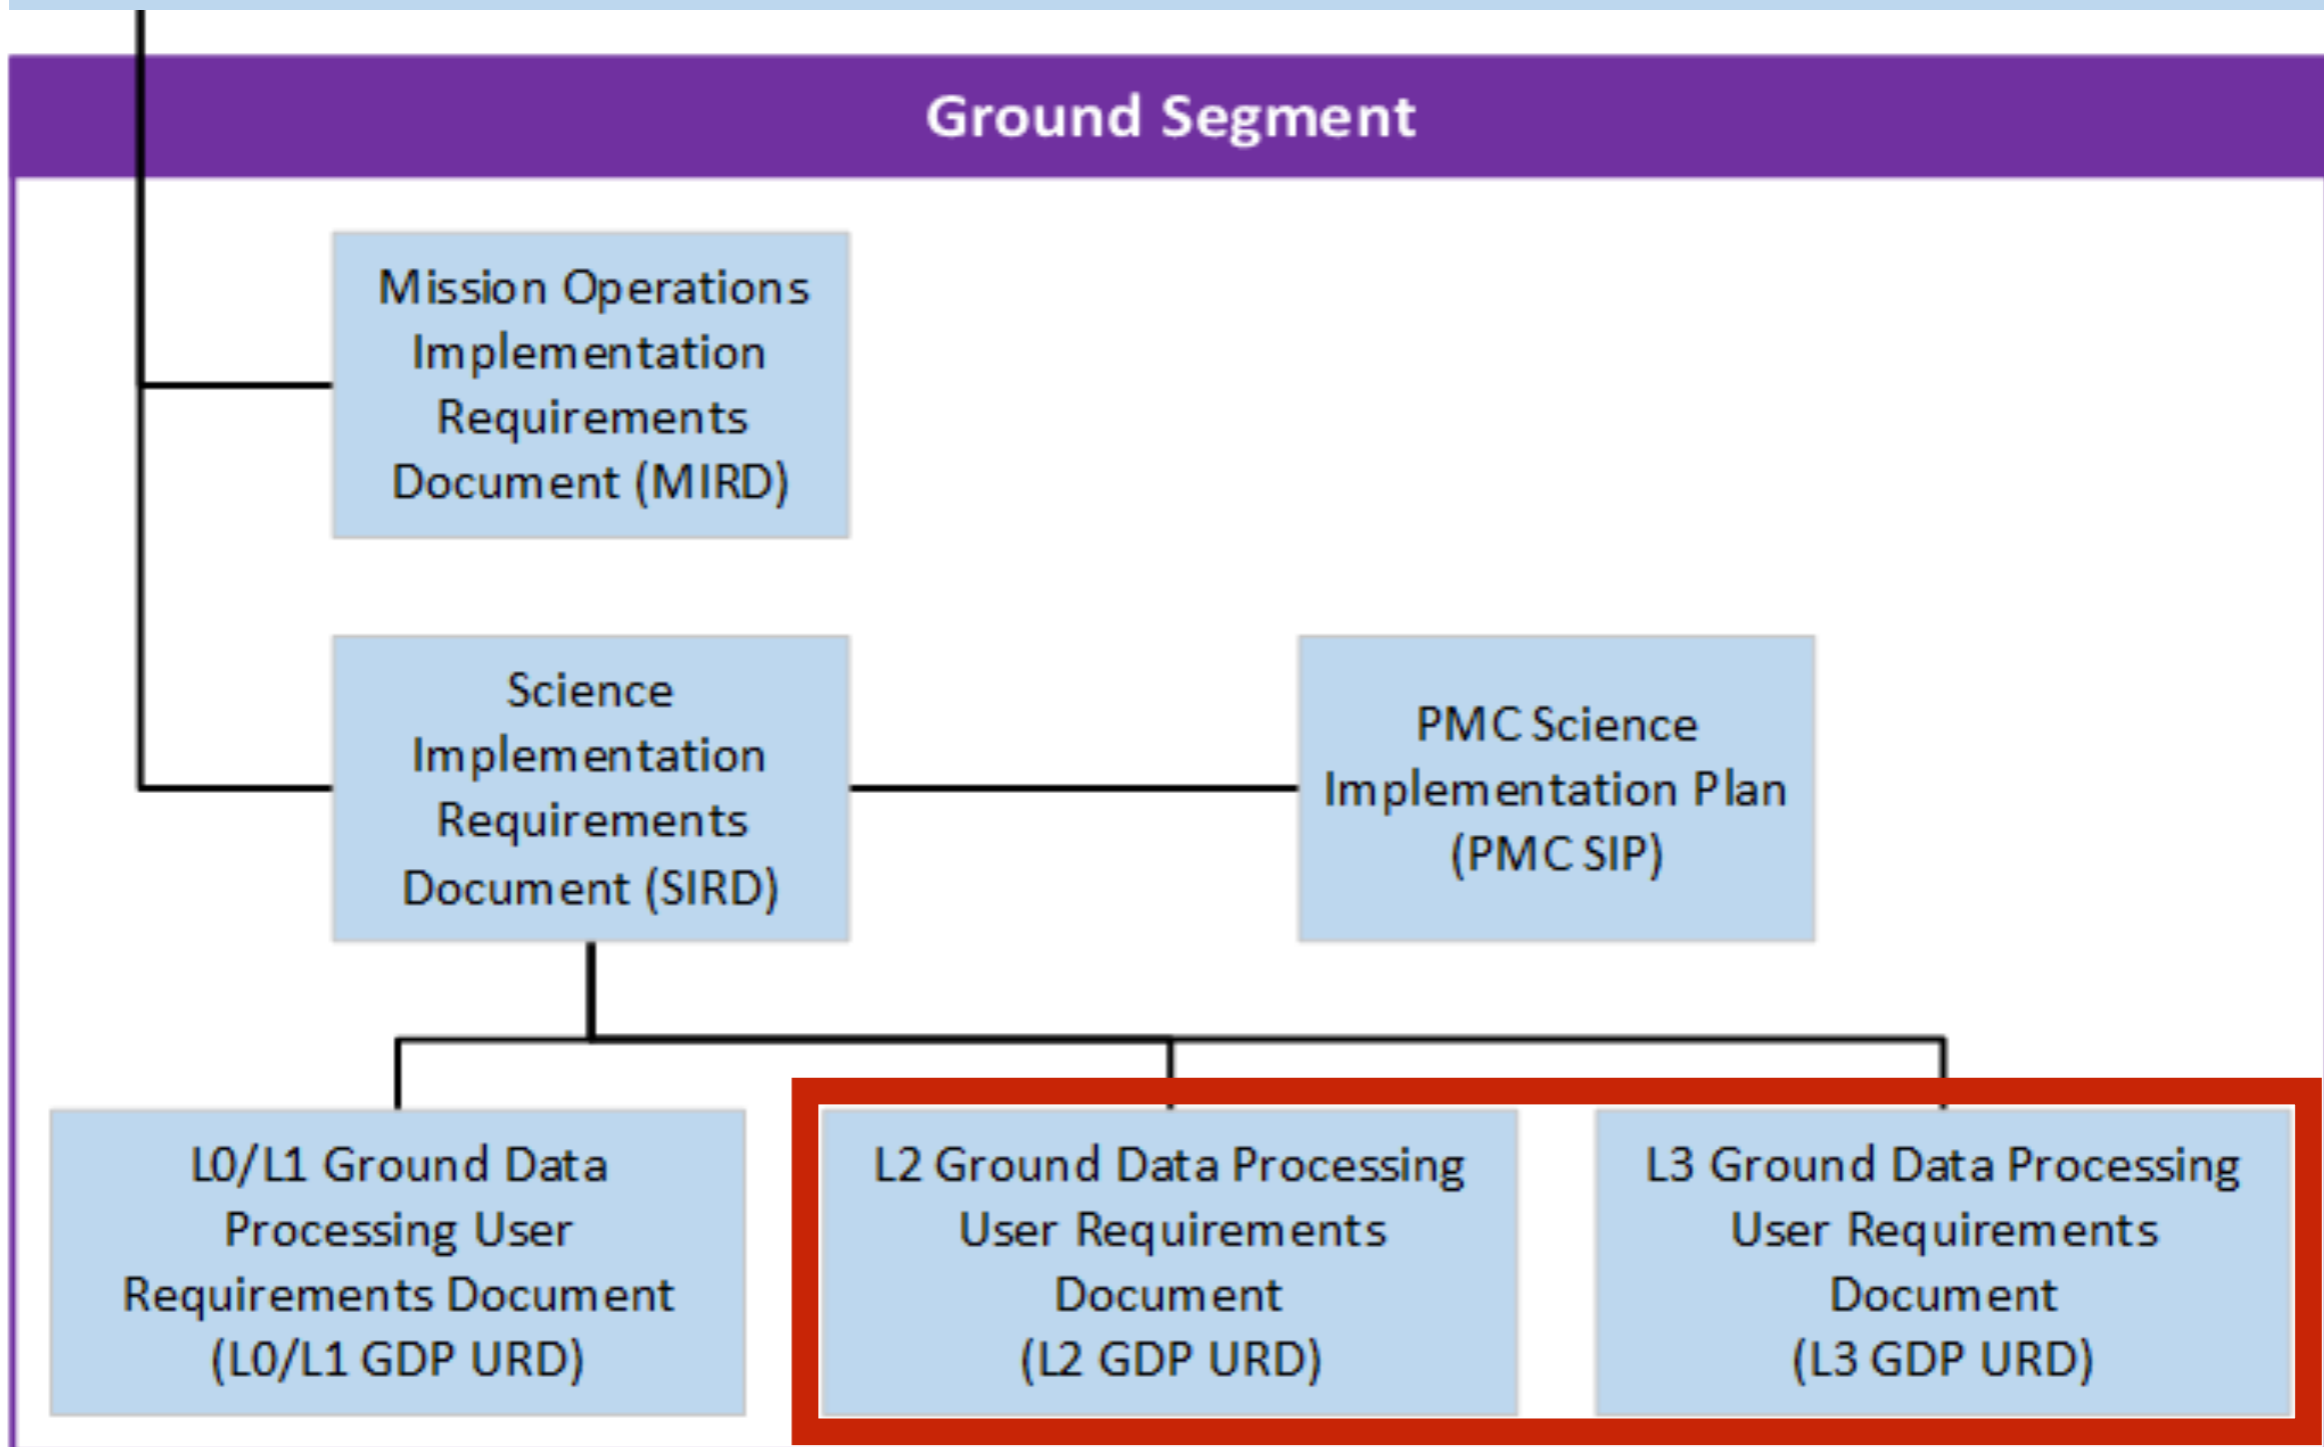 Ground Segment
Mission Operations
Implementation
Requirements
Document (MIRD)
Science
Implementation
Requirements
Document (SIRD)
PMC Science
Implementation Plan
(PMC SIP)
L0/L1 Ground Data
Processing User
Requirements Document
(L0/L1 GDP URD)
L2 Ground Data Processing
User Requirements
Document
(L2 GDP URD)
L3 Ground Data Processing
User Requirements
Document
(L3 GDP URD)